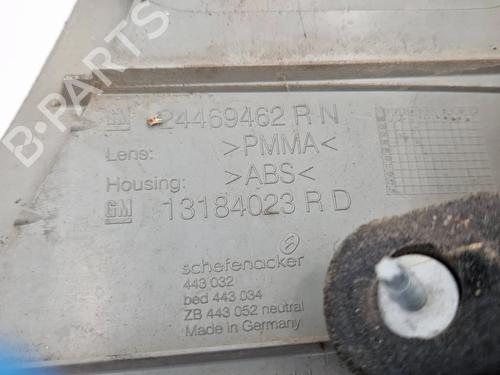 B-PARTS
GM 24469462 R N
Lens: >PMMA<
Housing: >ABS<
GM 13184023 R D
schefenacker
443 032
bed 443 034
ZB 443 052 neutral
Made in Germany